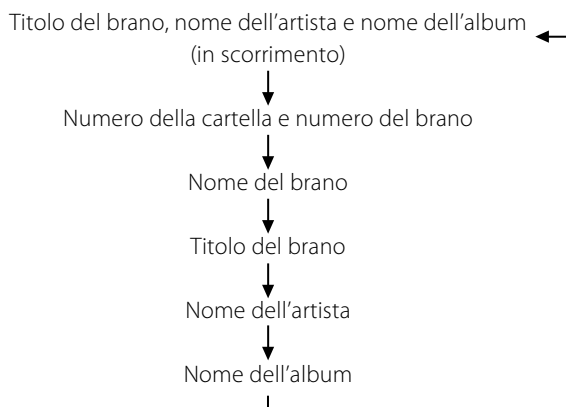 Titolo del brano, nome dell’artista e nome dell’album
(in scorrimento)
Numero della cartella e numero del brano
Nome del brano
Titolo del brano
Nome dell’artista
Nome dell’album